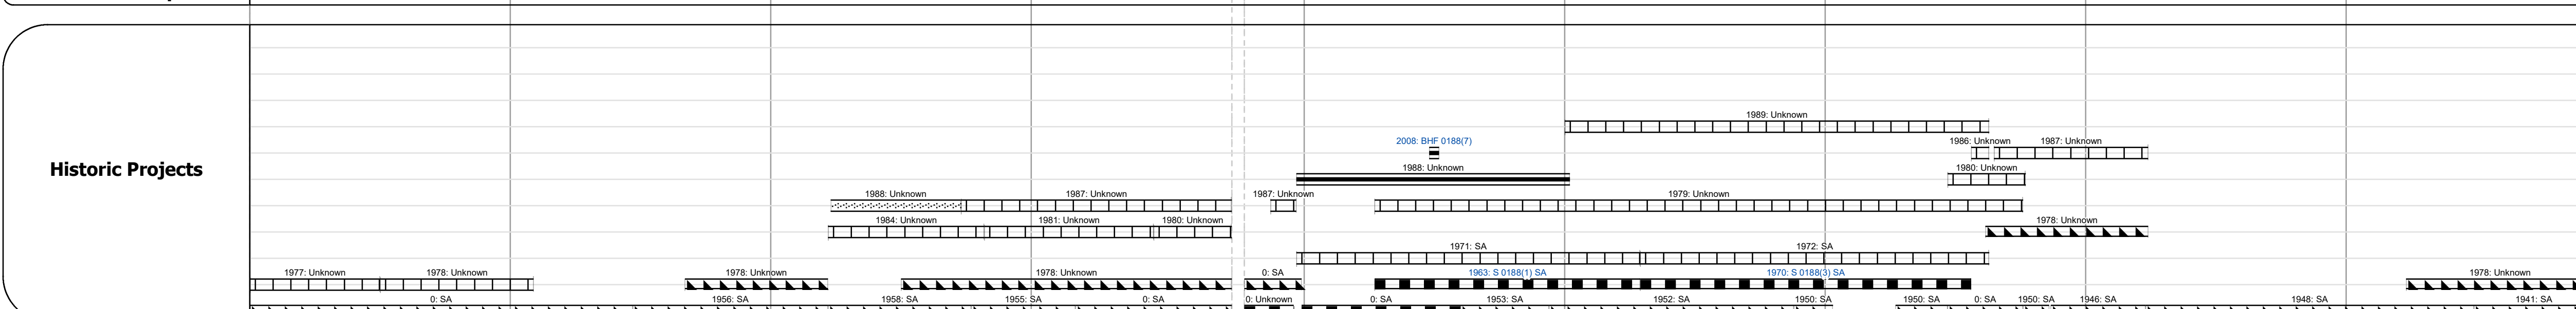 1989: Unknown
2008: BHF 0188(7) 1986: Unknown 1987: Unknown
Historic Projects
1988: Unknown 1980: Unknown
1988: Unknown 1987: Unknown 1987: Unknown 1979: Unknown
1984: Unknown 1981: Unknown 1980: Unknown 1978: Unknown
1971: SA 1972: SA
1977: Unknown 1978: Unknown 1978: Unknown 1978: Unknown 0: SA 1963: S 0188(1) SA 1970: S 0188(3) SA 1978: Unknown
0: SA 1956: SA 1958: SA 1955: SA 0: SA 0: Unknown 0: SA 1953: SA 1952: SA 1950: SA 1950: SA 0: SA 1950: SA 1946: SA 1948: SA 1941: SA